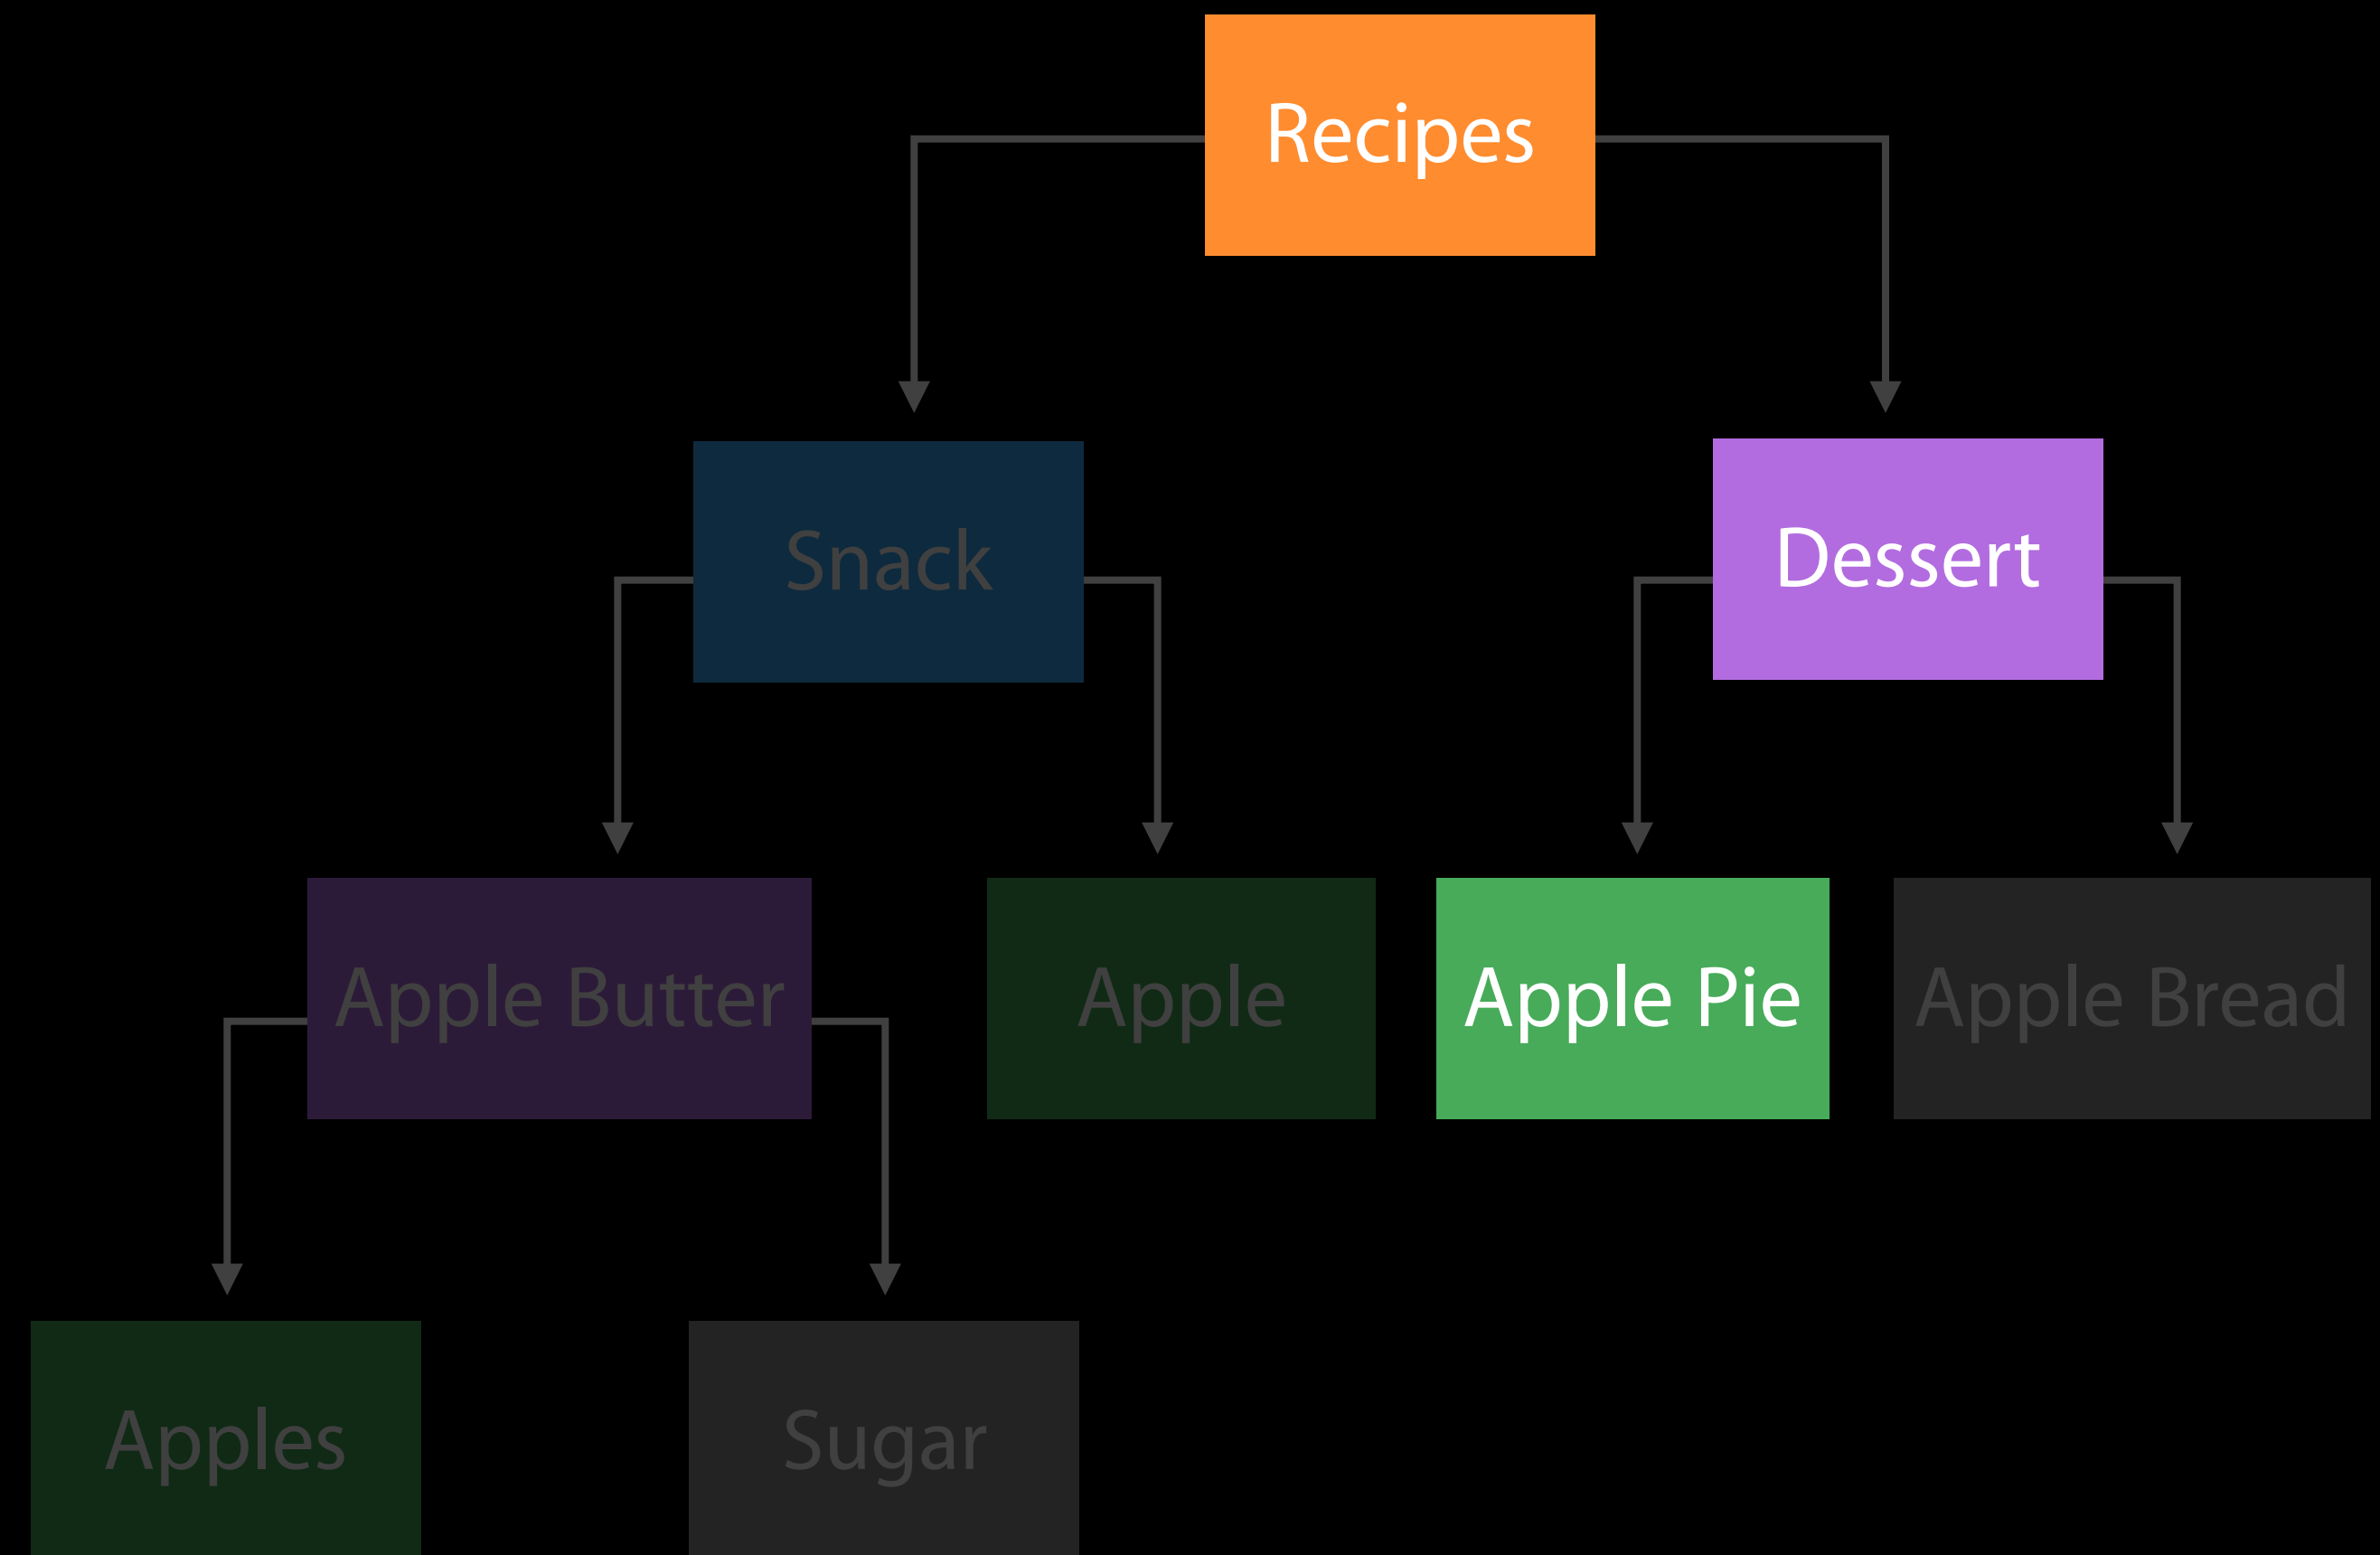 Recipes
Snack
Dessert
Apple Butter
Apple
Apple Pie
Apple Bread
Apples
Sugar